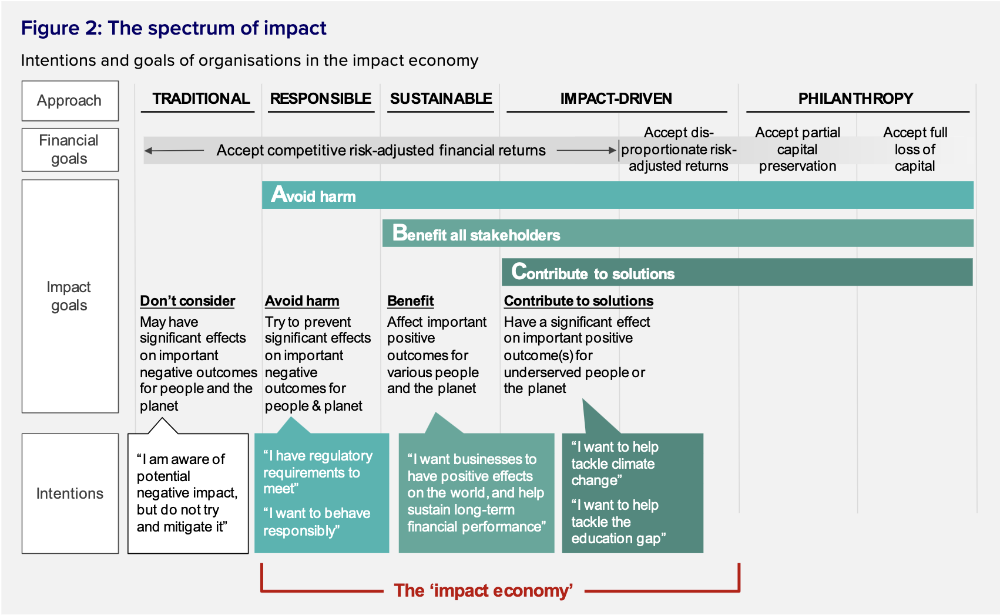 Figure 2: The spectrum of impact
Intentions and goals of organisations in the impact economy
Approach
TRADITIONAL
RESPONSIBLE
SUSTAINABLE
IMPACT-DRIVEN
PHILANTHROPY
Financial
goals
Accept competitive risk-adjusted financial returns
Accept dis-
proportionate risk-
adjusted returns
Accept partial
capital
preservation
Accept full
loss of
capital
Impact
goals
Avoid harm
Benefit all stakeholders
Contribute to solutions
Don’t consider
May have
significant effects
on important
negative outcomes
for people and the
planet
Avoid harm
Try to prevent
significant effects
on important
negative
outcomes for
people & planet
Benefit
Affect important
positive
outcomes for
various people
and the planet
Contribute to solutions
Have a significant effect
on important positive
outcome(s) for
underserved people or
the planet
Intentions
“I am aware of
potential
negative impact,
but do not try
and mitigate it”
“I have regulatory
requirements to
meet”
“I want to behave
responsibly”
“I want businesses to
have positive effects
on the world, and help
sustain long-term
financial performance”
“I want to help
tackle climate
change”
“I want to help
tackle the
education gap”
The ‘impact economy’